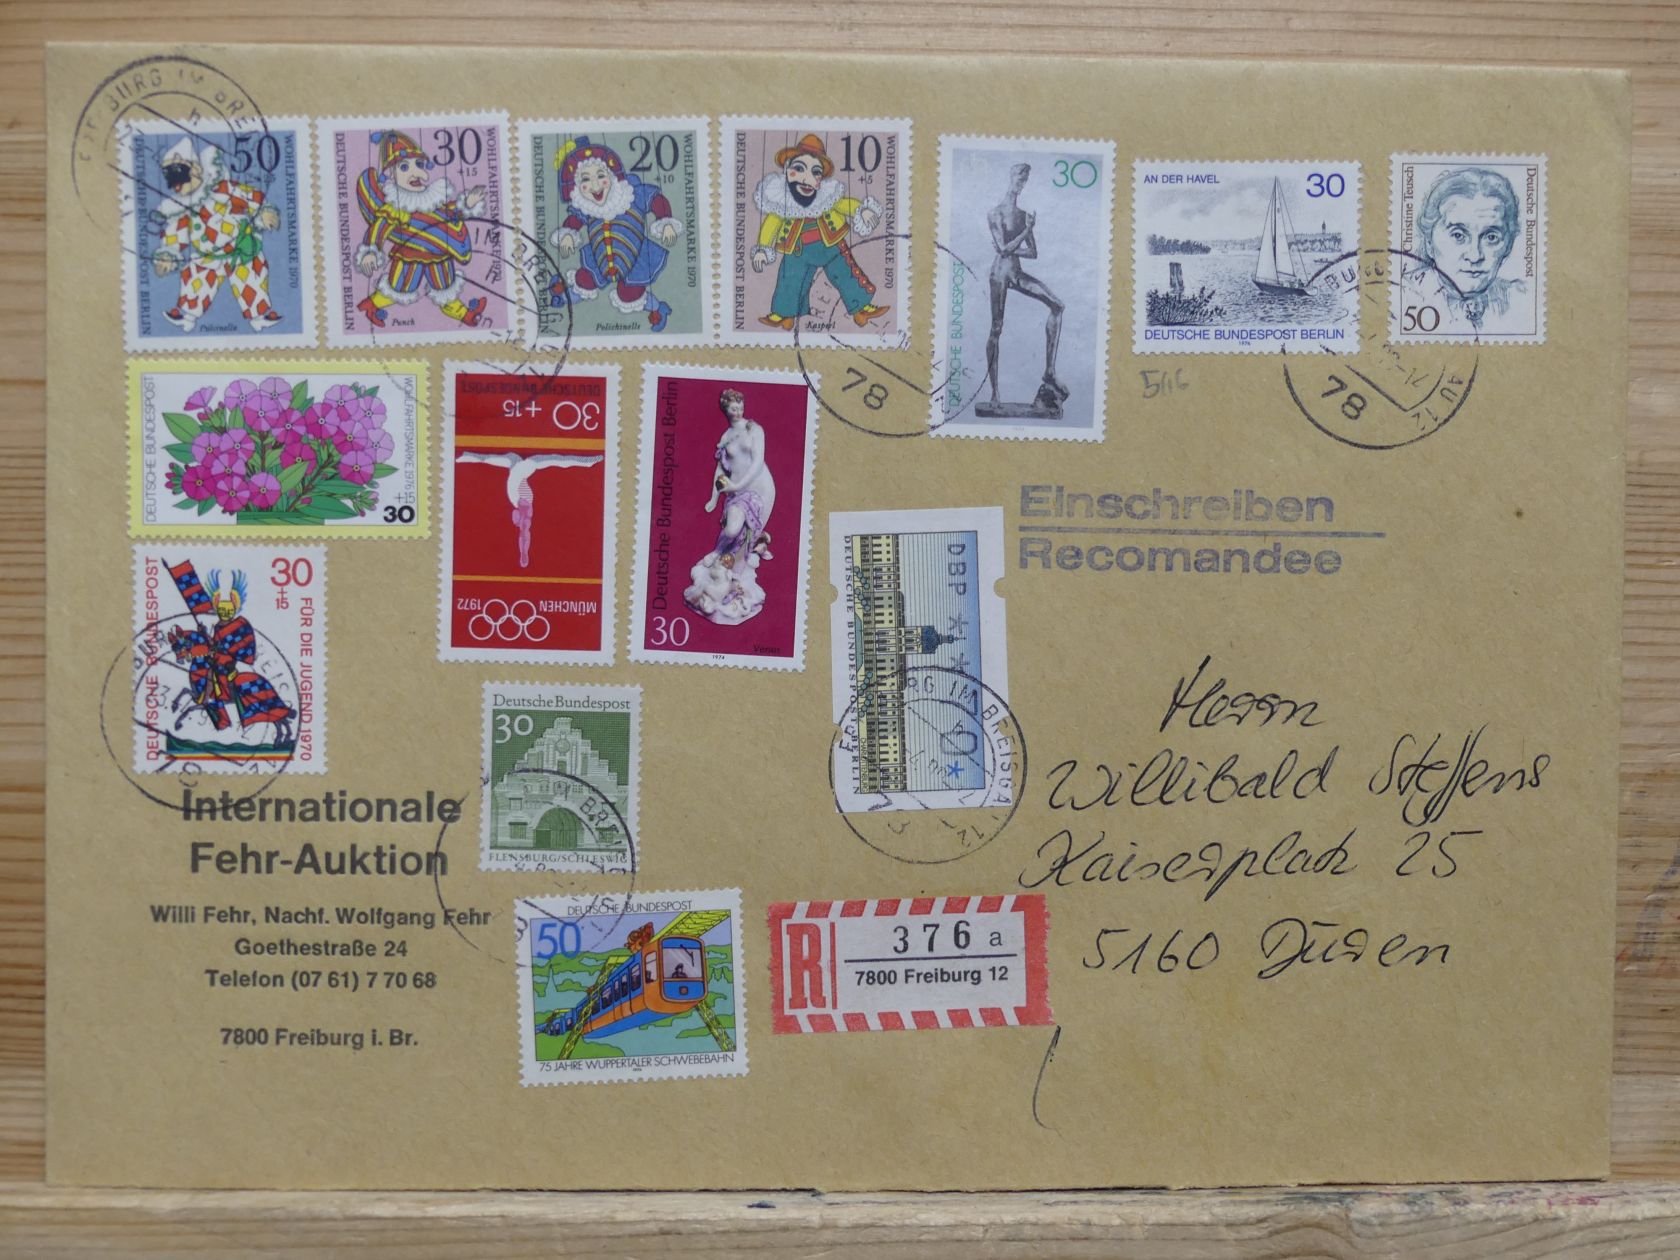 50
WOHLFAHRTSMARKE 1970
DEUTSCHE BUNDESPOST BERLIN
Pulcinella
30
+15
WOHLFAHRTSMARKE 1970
DEUTSCHE BUNDESPOST BERLIN
Punch
20
+10
WOHLFAHRTSMARKE 1970
DEUTSCHE BUNDESPOST BERLIN
Polichinelle
10
+5
WOHLFAHRTSMARKE 1970
DEUTSCHE BUNDESPOST BERLIN
Kasperl
30
DEUTSCHE BUNDESPOST
AN DER HAVEL
30
DEUTSCHE BUNDESPOST BERLIN
Christine Teusch
Deutsche Bundespost
50
78
78
DEUTSCHE BUNDESPOST
WOHLFAHRTSMARKE 1976
+15
30
DEUTSCHE BUNDESPOST
30
+15
MÜNCHEN
1972
Deutsche Bundespost Berlin
30
1974
Venus
Einschreiben
Recomandee
DBP
DEUTSCHE BUNDESPOST BERLIN
DEUTSCHE BUNDESPOST
30
+15
FÜR DIE JUGEND 1970
Deutsche Bundespost
30
FLENSBURG/SCHLESWIG
DEUTSCHE BUNDESPOST
50
75 JAHRE WUPPERTALER SCHWEBEBAHN
Internationale
Fehr-Auktion
Willi Fehr, Nachf. Wolfgang Fehr
Goethestraße 24
Telefon (07 61) 7 70 68
7800 Freiburg i. Br.
R
376 a
7800 Freiburg 12
Herrn
Willibald Steffens
Kaiserplatz 25
5160 Düren